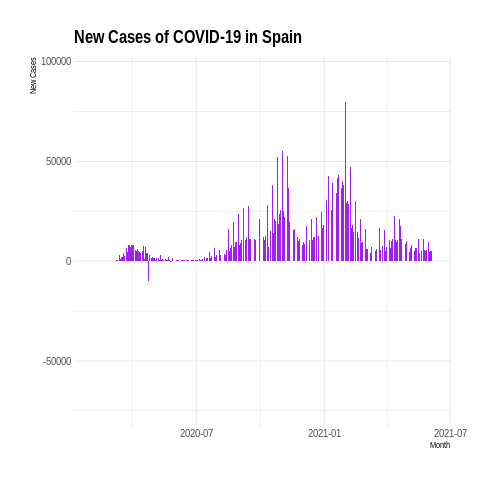 New Cases of COVID-19 in Spain
New Cases
100000
50000
0
-50000
2020-07
2021-01
2021-07
Month